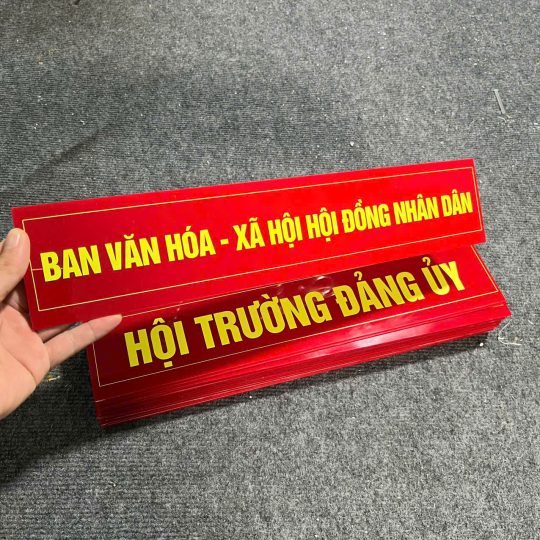 BAN VĂN HÓA - XÃ HỘI HỘI ĐỒNG NHÂN DÂN
HỘI TRƯỜNG ĐẢNG ỦY